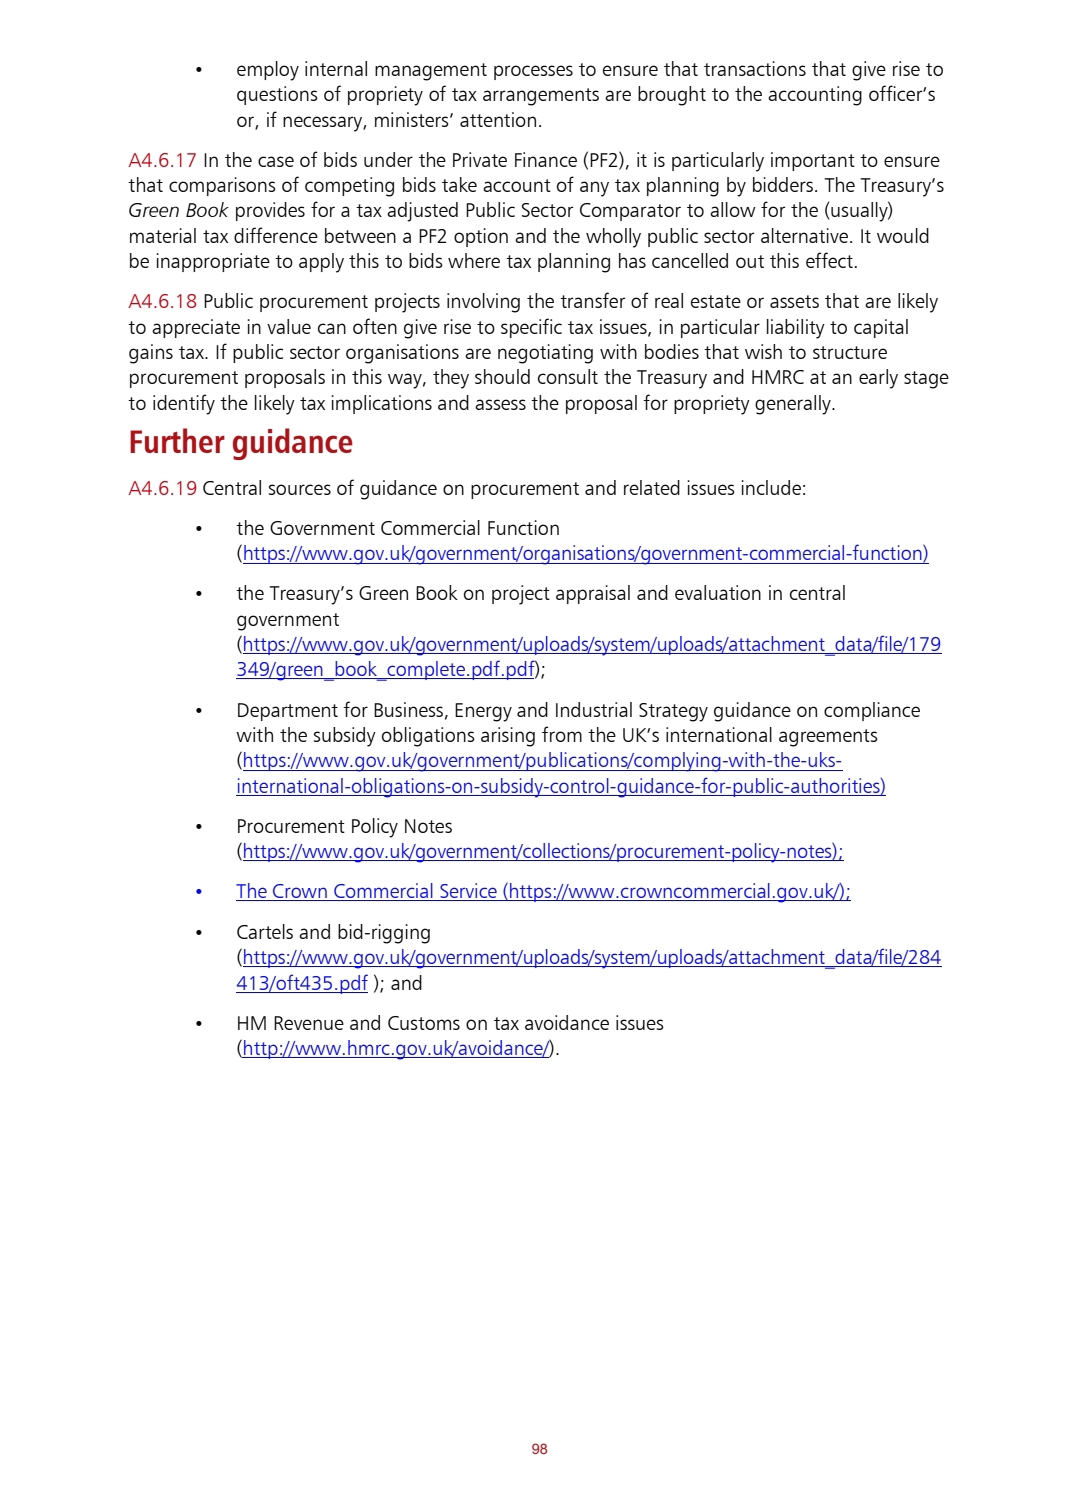 • employ internal management processes to ensure that transactions that give rise to
questions of propriety of tax arrangements are brought to the accounting officer’s
or, if necessary, ministers’ attention.
A4.6.17 In the case of bids under the Private Finance (PF2), it is particularly important to ensure
that comparisons of competing bids take account of any tax planning by bidders. The Treasury’s
Green Book provides for a tax adjusted Public Sector Comparator to allow for the (usually)
material tax difference between a PF2 option and the wholly public sector alternative. It would
be inappropriate to apply this to bids where tax planning has cancelled out this effect.
A4.6.18 Public procurement projects involving the transfer of real estate or assets that are likely
to appreciate in value can often give rise to specific tax issues, in particular liability to capital
gains tax. If public sector organisations are negotiating with bodies that wish to structure
procurement proposals in this way, they should consult the Treasury and HMRC at an early stage
to identify the likely tax implications and assess the proposal for propriety generally.
Further guidance
A4.6.19 Central sources of guidance on procurement and related issues include:
• the Government Commercial Function
(https://www.gov.uk/government/organisations/government-commercial-function)
• the Treasury’s Green Book on project appraisal and evaluation in central
government
(https://www.gov.uk/government/uploads/system/uploads/attachment_data/file/179
349/green_book_complete.pdf.pdf);
• Department for Business, Energy and Industrial Strategy guidance on compliance
with the subsidy obligations arising from the UK’s international agreements
(https://www.gov.uk/government/publications/complying-with-the-uks-
international-obligations-on-subsidy-control-guidance-for-public-authorities)
• Procurement Policy Notes
(https://www.gov.uk/government/collections/procurement-policy-notes);
• The Crown Commercial Service (https://www.crowncommercial.gov.uk/);
• Cartels and bid-rigging
(https://www.gov.uk/government/uploads/system/uploads/attachment_data/file/284
413/oft435.pdf ); and
• HM Revenue and Customs on tax avoidance issues
(http://www.hmrc.gov.uk/avoidance/).
98